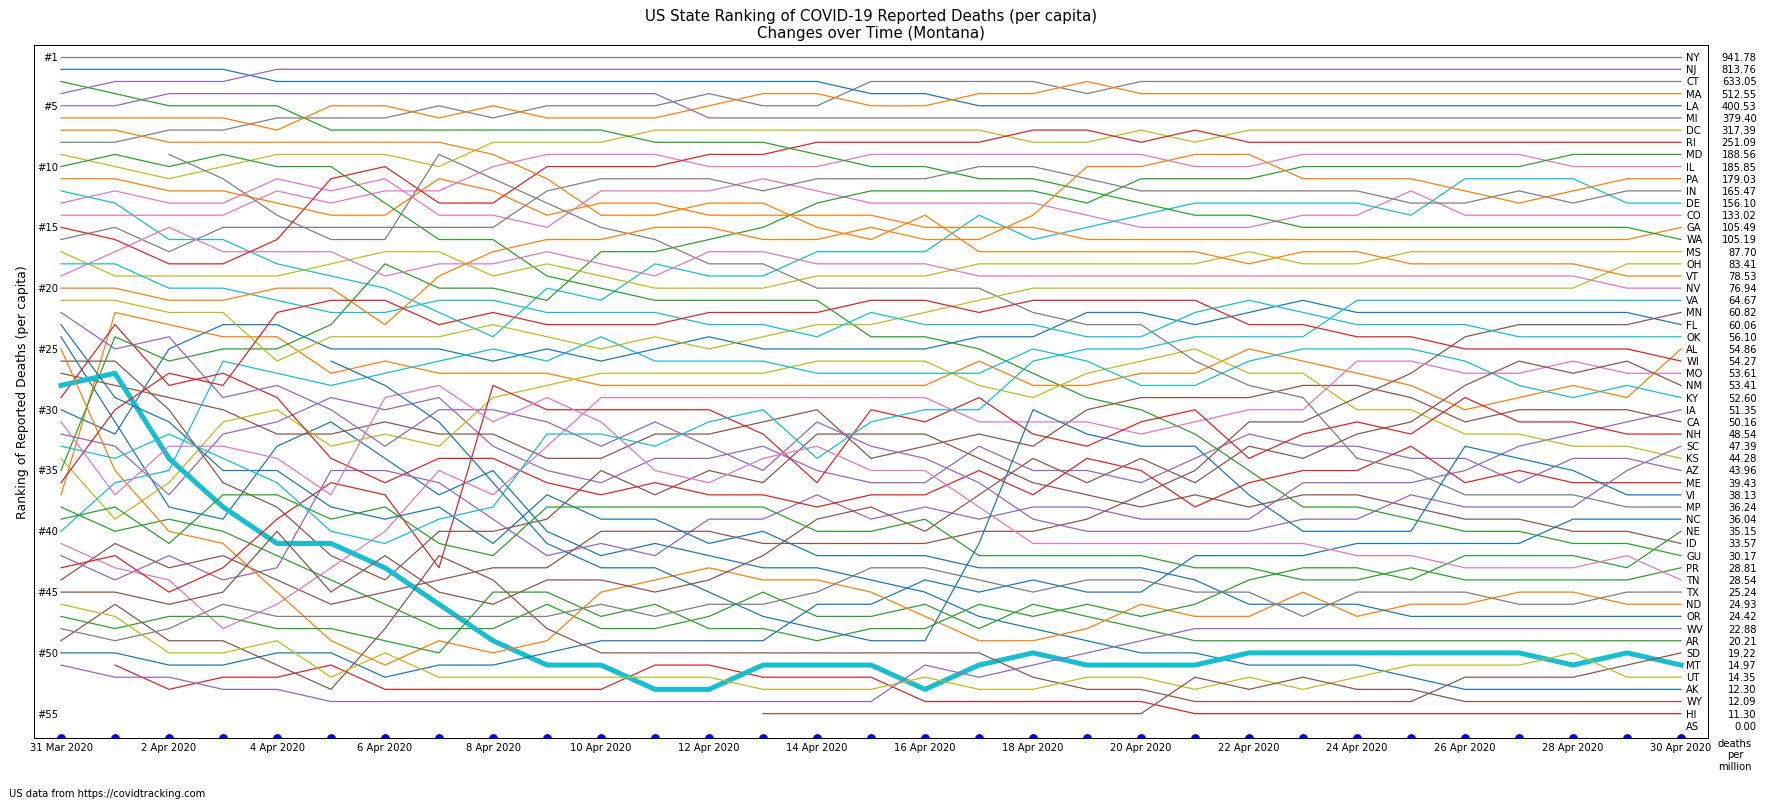 US State Ranking of COVID-19 Reported Deaths (per capita)
Changes over Time (Montana)
Ranking of Reported Deaths (per capita)
#1
#5
#10
#15
#20
#25
#30
#35
#40
#45
#50
#55
NY 941.78
NJ 813.76
CT 633.05
MA 512.55
LA 400.53
MI 379.40
DC 317.39
RI 251.09
MD 188.56
IL 185.85
PA 179.03
IN 165.47
DE 156.10
CO 133.02
GA 105.49
WA 105.19
MS 87.70
OH 83.41
VT 78.53
NV 76.94
VA 64.67
MN 60.82
FL 60.06
OK 56.10
AL 54.86
WI 54.27
MO 53.61
NM 53.41
KY 52.60
IA 51.35
CA 50.16
NH 48.54
SC 47.39
KS 44.28
AZ 43.96
ME 39.43
VI 38.13
MP 36.24
NC 36.04
NE 35.15
ID 33.57
GU 30.17
PR 28.81
TN 28.54
TX 25.24
ND 24.93
OR 24.42
WV 22.88
AR 20.21
SD 19.22
MT 14.97
UT 14.35
AK 12.30
WY 12.09
HI 11.30
AS 0.00
31 Mar 2020 2 Apr 2020 4 Apr 2020 6 Apr 2020 8 Apr 2020 10 Apr 2020 12 Apr 2020 14 Apr 2020 16 Apr 2020 18 Apr 2020 20 Apr 2020 22 Apr 2020 24 Apr 2020 26 Apr 2020 28 Apr 2020 30 Apr 2020
deaths
per
million
US data from https://covidtracking.com